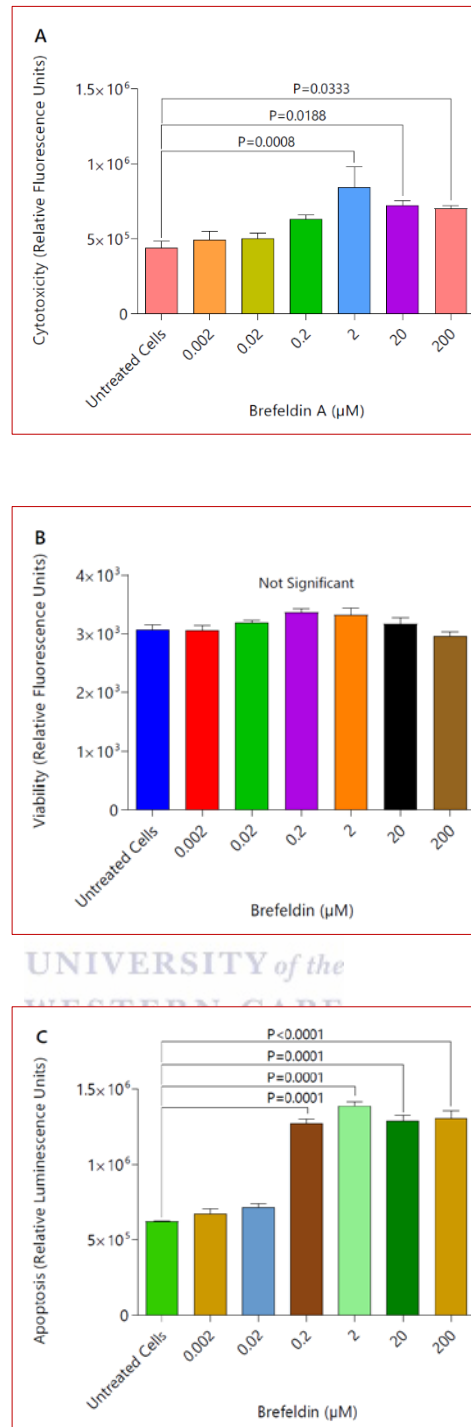 A
Cytotoxicity (Relative Fluorescence Units)
P=0.0333
P=0.0188
P=0.0008
1.5×10⁶
1×10⁶
5×10⁵
0
Untreated Cells
0.002
0.02
0.2
2
20
200
Brefeldin A (µM)
B
Viability (Relative Fluorescence Units)
Not Significant
4×10³
3×10³
2×10³
1×10³
0
Untreated Cells
0.002
0.02
0.2
2
20
200
Brefeldin (µM)
UNIVERSITY of the
WESTERN CAPE
C
Apoptosis (Relative Luminescence Units)
P<0.0001
P=0.0001
P=0.0001
P=0.0001
1.5×10⁶
1×10⁶
5×10⁵
0
Untreated Cells
0.002
0.02
0.2
2
20
200
Brefeldin (µM)